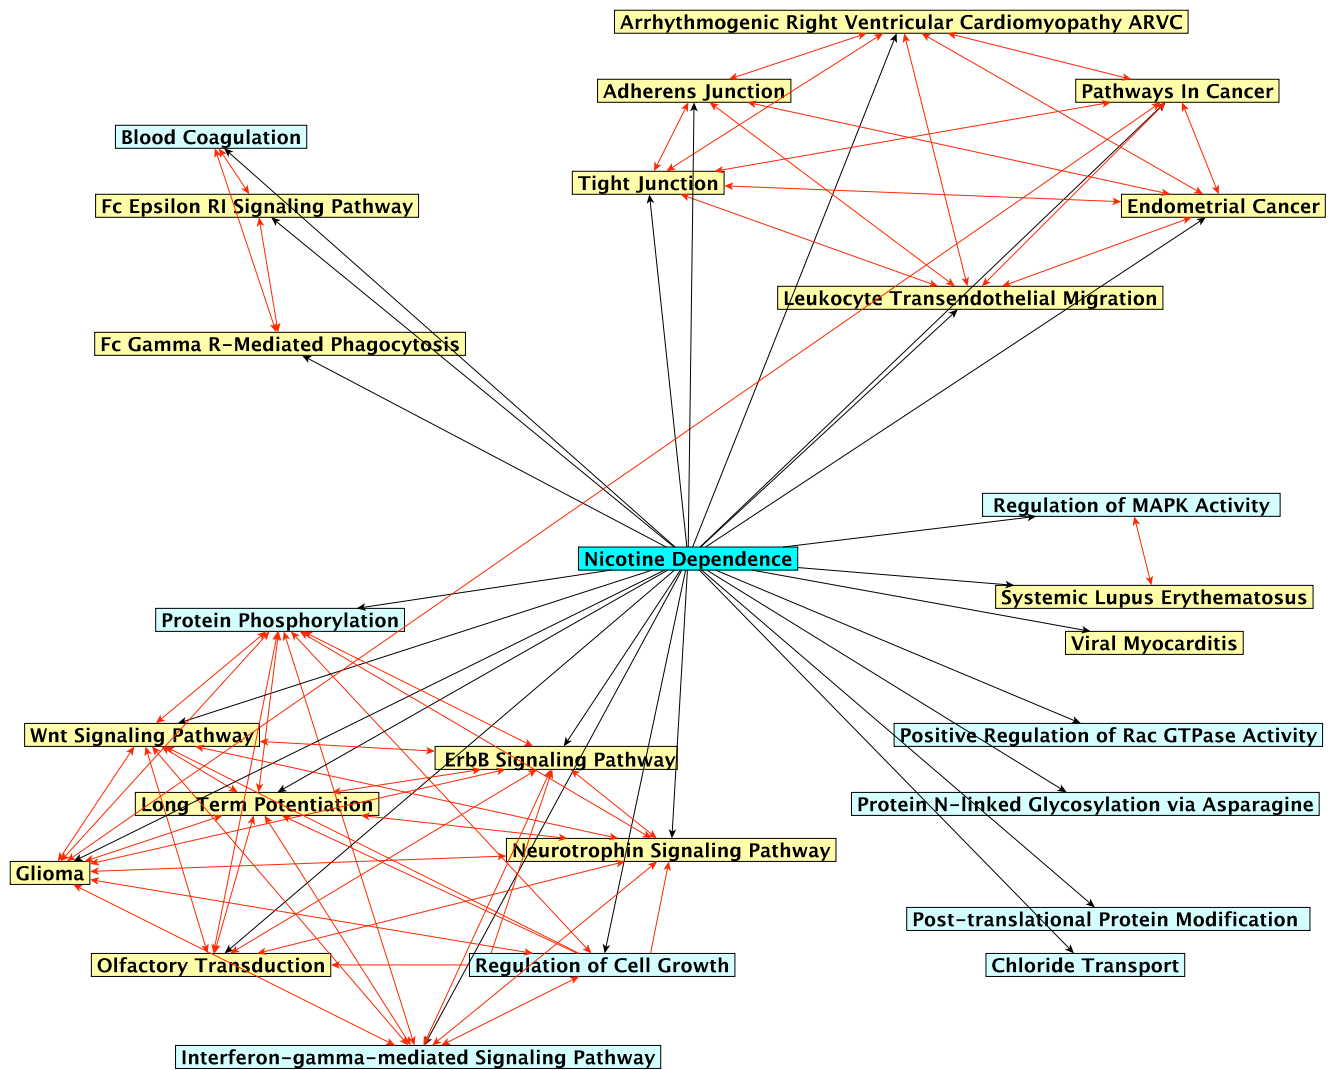 Arrhythmogenic Right Ventricular Cardiomyopathy ARVC
Adherens Junction
Pathways In Cancer
Blood Coagulation
Tight Junction
Fc Epsilon RI Signaling Pathway
Endometrial Cancer
Leukocyte Transendothelial Migration
Fc Gamma R-Mediated Phagocytosis
Regulation of MAPK Activity
Nicotine Dependence
Systemic Lupus Erythematosus
Protein Phosphorylation
Viral Myocarditis
Wnt Signaling Pathway
Positive Regulation of Rac GTPase Activity
ErbB Signaling Pathway
Long Term Potentiation
Protein N-linked Glycosylation via Asparagine
Neurotrophin Signaling Pathway
Glioma
Post-translational Protein Modification
Olfactory Transduction
Regulation of Cell Growth
Chloride Transport
Interferon-gamma-mediated Signaling Pathway